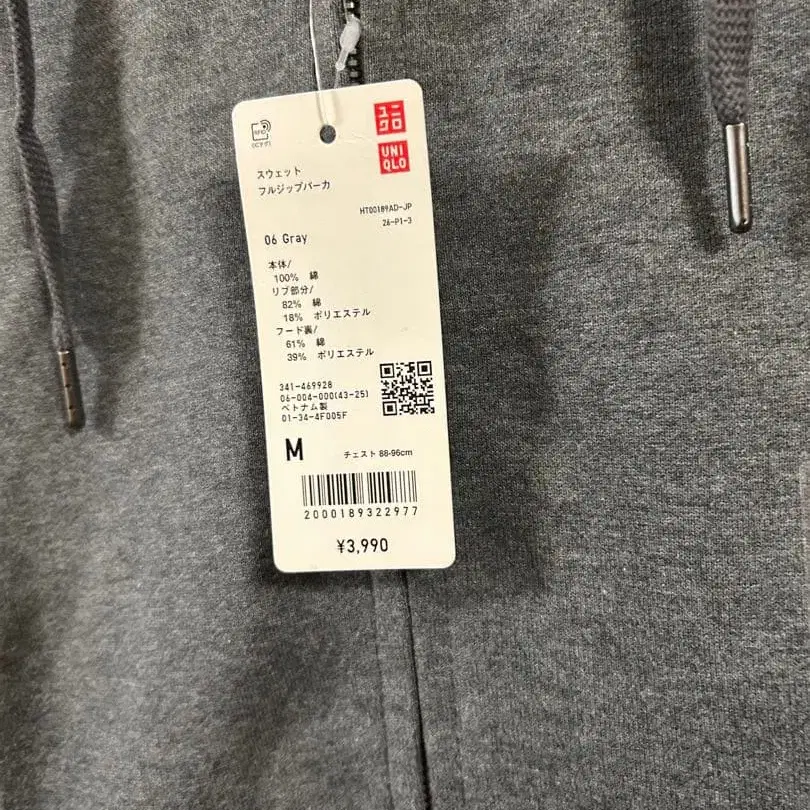 RFID
(ICタグ)
ユニ
クロ
UNI
QLO
スウェット
フルジップパーカ
HT00189AD-JP
26-P1-3
06 Gray
本体/
100% 綿
リブ部分/
82% 綿
18% ポリエステル
フード裏/
61% 綿
39% ポリエステル
341-469928
06-004-000(43-25)
ベトナム製
01-34-4F005F
M
チェスト 88-96cm
2000189322977
¥3,990